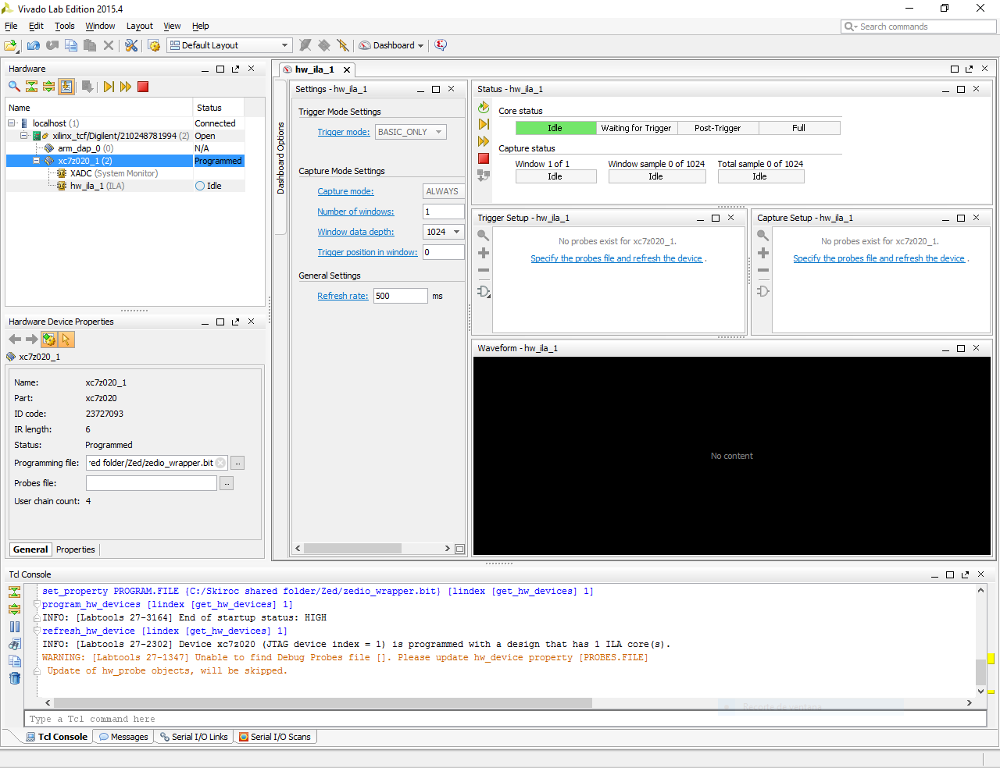 Vivado Lab Edition 2015.4
File Edit Tools Window Layout View Help
Search commands
Default Layout
Dashboard
Hardware
Name Status
localhost (1) Connected
xilinx_tcf/Digilent/210248781994 (2) Open
arm_dap_0 (0) N/A
xc7z020_1 (2) Programmed
XADC (System Monitor)
hw_ila_1 (ILA) Idle
Hardware Device Properties
xc7z020_1
Name: xc7z020_1
Part: xc7z020
ID code: 23727093
IR length: 6
Status: Programmed
Programming file: red folder/Zed/zedio_wrapper.bit ...
Probes file: ...
User chain count: 4
General Properties
hw_ila_1
Dashboard Options
Settings - hw_ila_1
Trigger Mode Settings
Trigger mode: BASIC_ONLY
Capture Mode Settings
Capture mode: ALWAYS
Number of windows: 1
Window data depth: 1024
Trigger position in window: 0
General Settings
Refresh rate: 500 ms
Status - hw_ila_1
Core status
Idle Waiting for Trigger Post-Trigger Full
Capture status
Window 1 of 1 Window sample 0 of 1024 Total sample 0 of 1024
Idle Idle Idle
Trigger Setup - hw_ila_1
No probes exist for xc7z020_1.
Specify the probes file and refresh the device .
Capture Setup - hw_ila_1
No probes exist for xc7z020_1.
Specify the probes file and refresh the device .
Waveform - hw_ila_1
No content
Tcl Console
set_property PROGRAM.FILE {C:/Skiroc shared folder/Zed/zedio_wrapper.bit} [lindex [get_hw_devices] 1]
program_hw_devices [lindex [get_hw_devices] 1]
INFO: [Labtools 27-3164] End of startup status: HIGH
refresh_hw_device [lindex [get_hw_devices] 1]
INFO: [Labtools 27-2302] Device xc7z020 (JTAG device index = 1) is programmed with a design that has 1 ILA core(s).
WARNING: [Labtools 27-1347] Unable to find Debug Probes file []. Please update hw_device property [PROBES.FILE]
Update of hw_probe objects, will be skipped.
Recorte de ventana
Type a Tcl command here
Tcl Console Messages Serial I/O Links Serial I/O Scans